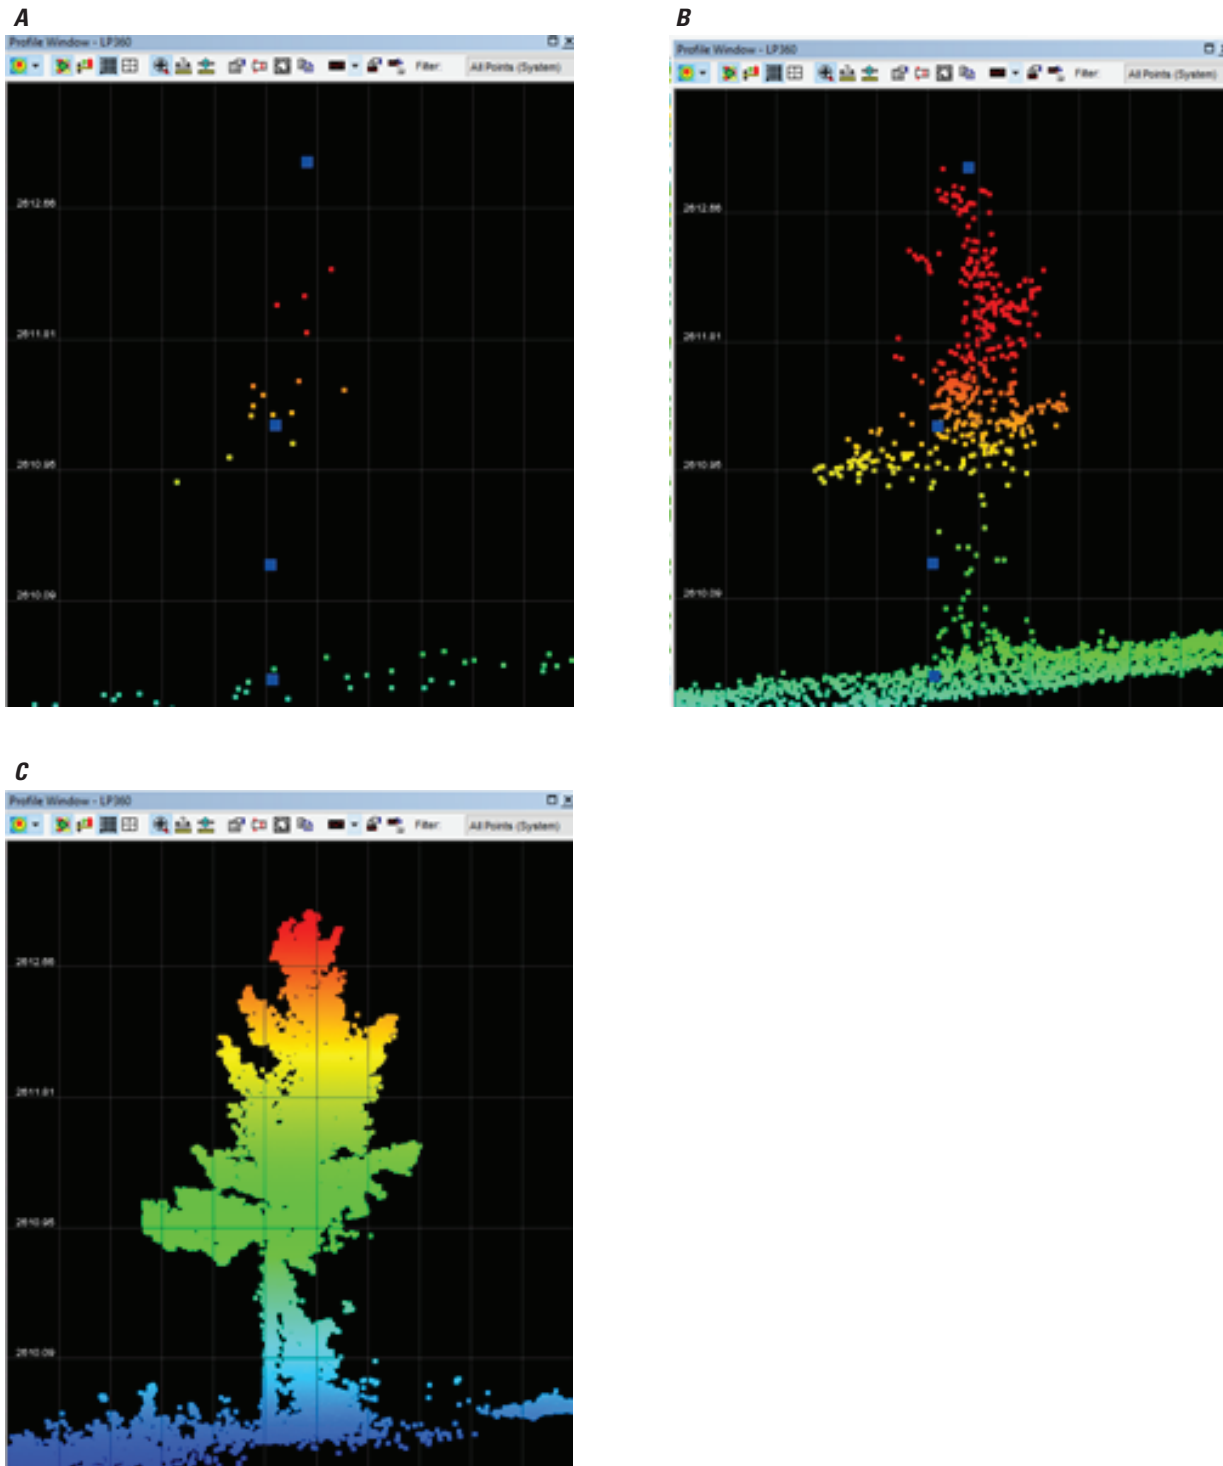 A
Profile Window - LP360
Filter: All Points (System)
2612.66
2611.81
2610.95
2610.09
B
Profile Window - LP360
Filter: All Points (System)
2612.66
2611.81
2610.95
2610.09
C
Profile Window - LP360
Filter: All Points (System)
2612.66
2611.81
2610.95
2610.09